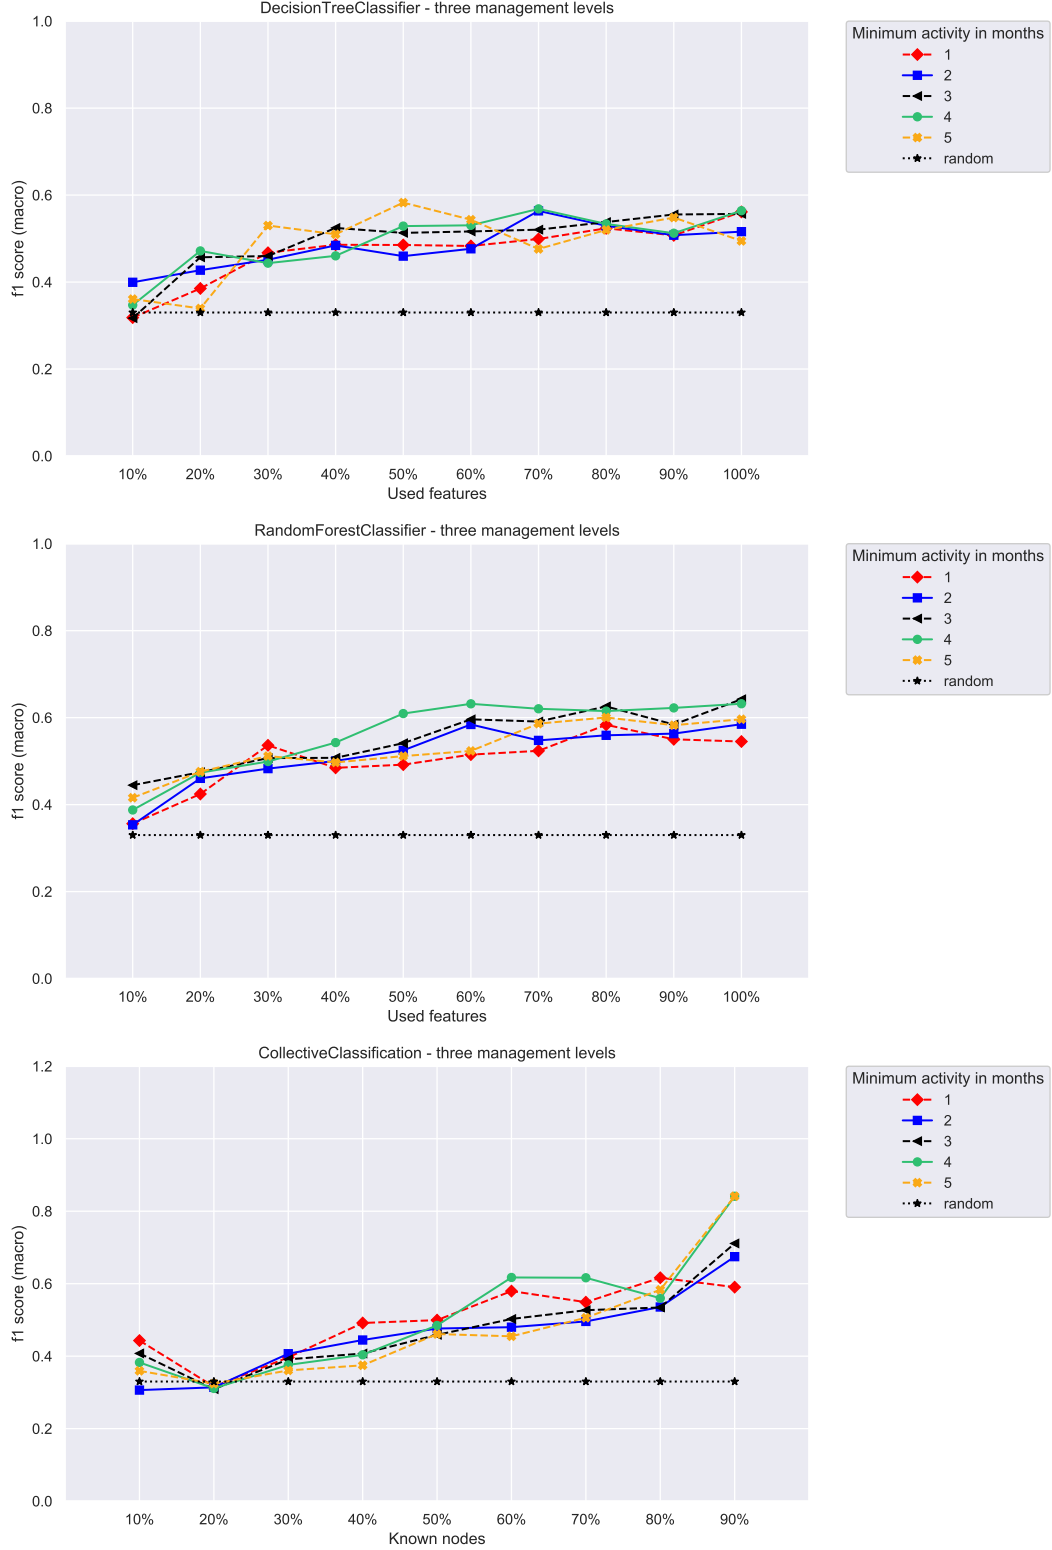 DecisionTreeClassifier - three management levels
1.0
0.8
0.6
0.4
0.2
0.0
f1 score (macro)
10% 20% 30% 40% 50% 60% 70% 80% 90% 100%
Used features
Minimum activity in months
1
2
3
4
5
random
RandomForestClassifier - three management levels
1.0
0.8
0.6
0.4
0.2
0.0
f1 score (macro)
10% 20% 30% 40% 50% 60% 70% 80% 90% 100%
Used features
Minimum activity in months
1
2
3
4
5
random
CollectiveClassification - three management levels
1.2
1.0
0.8
0.6
0.4
0.2
0.0
f1 score (macro)
10% 20% 30% 40% 50% 60% 70% 80% 90%
Known nodes
Minimum activity in months
1
2
3
4
5
random